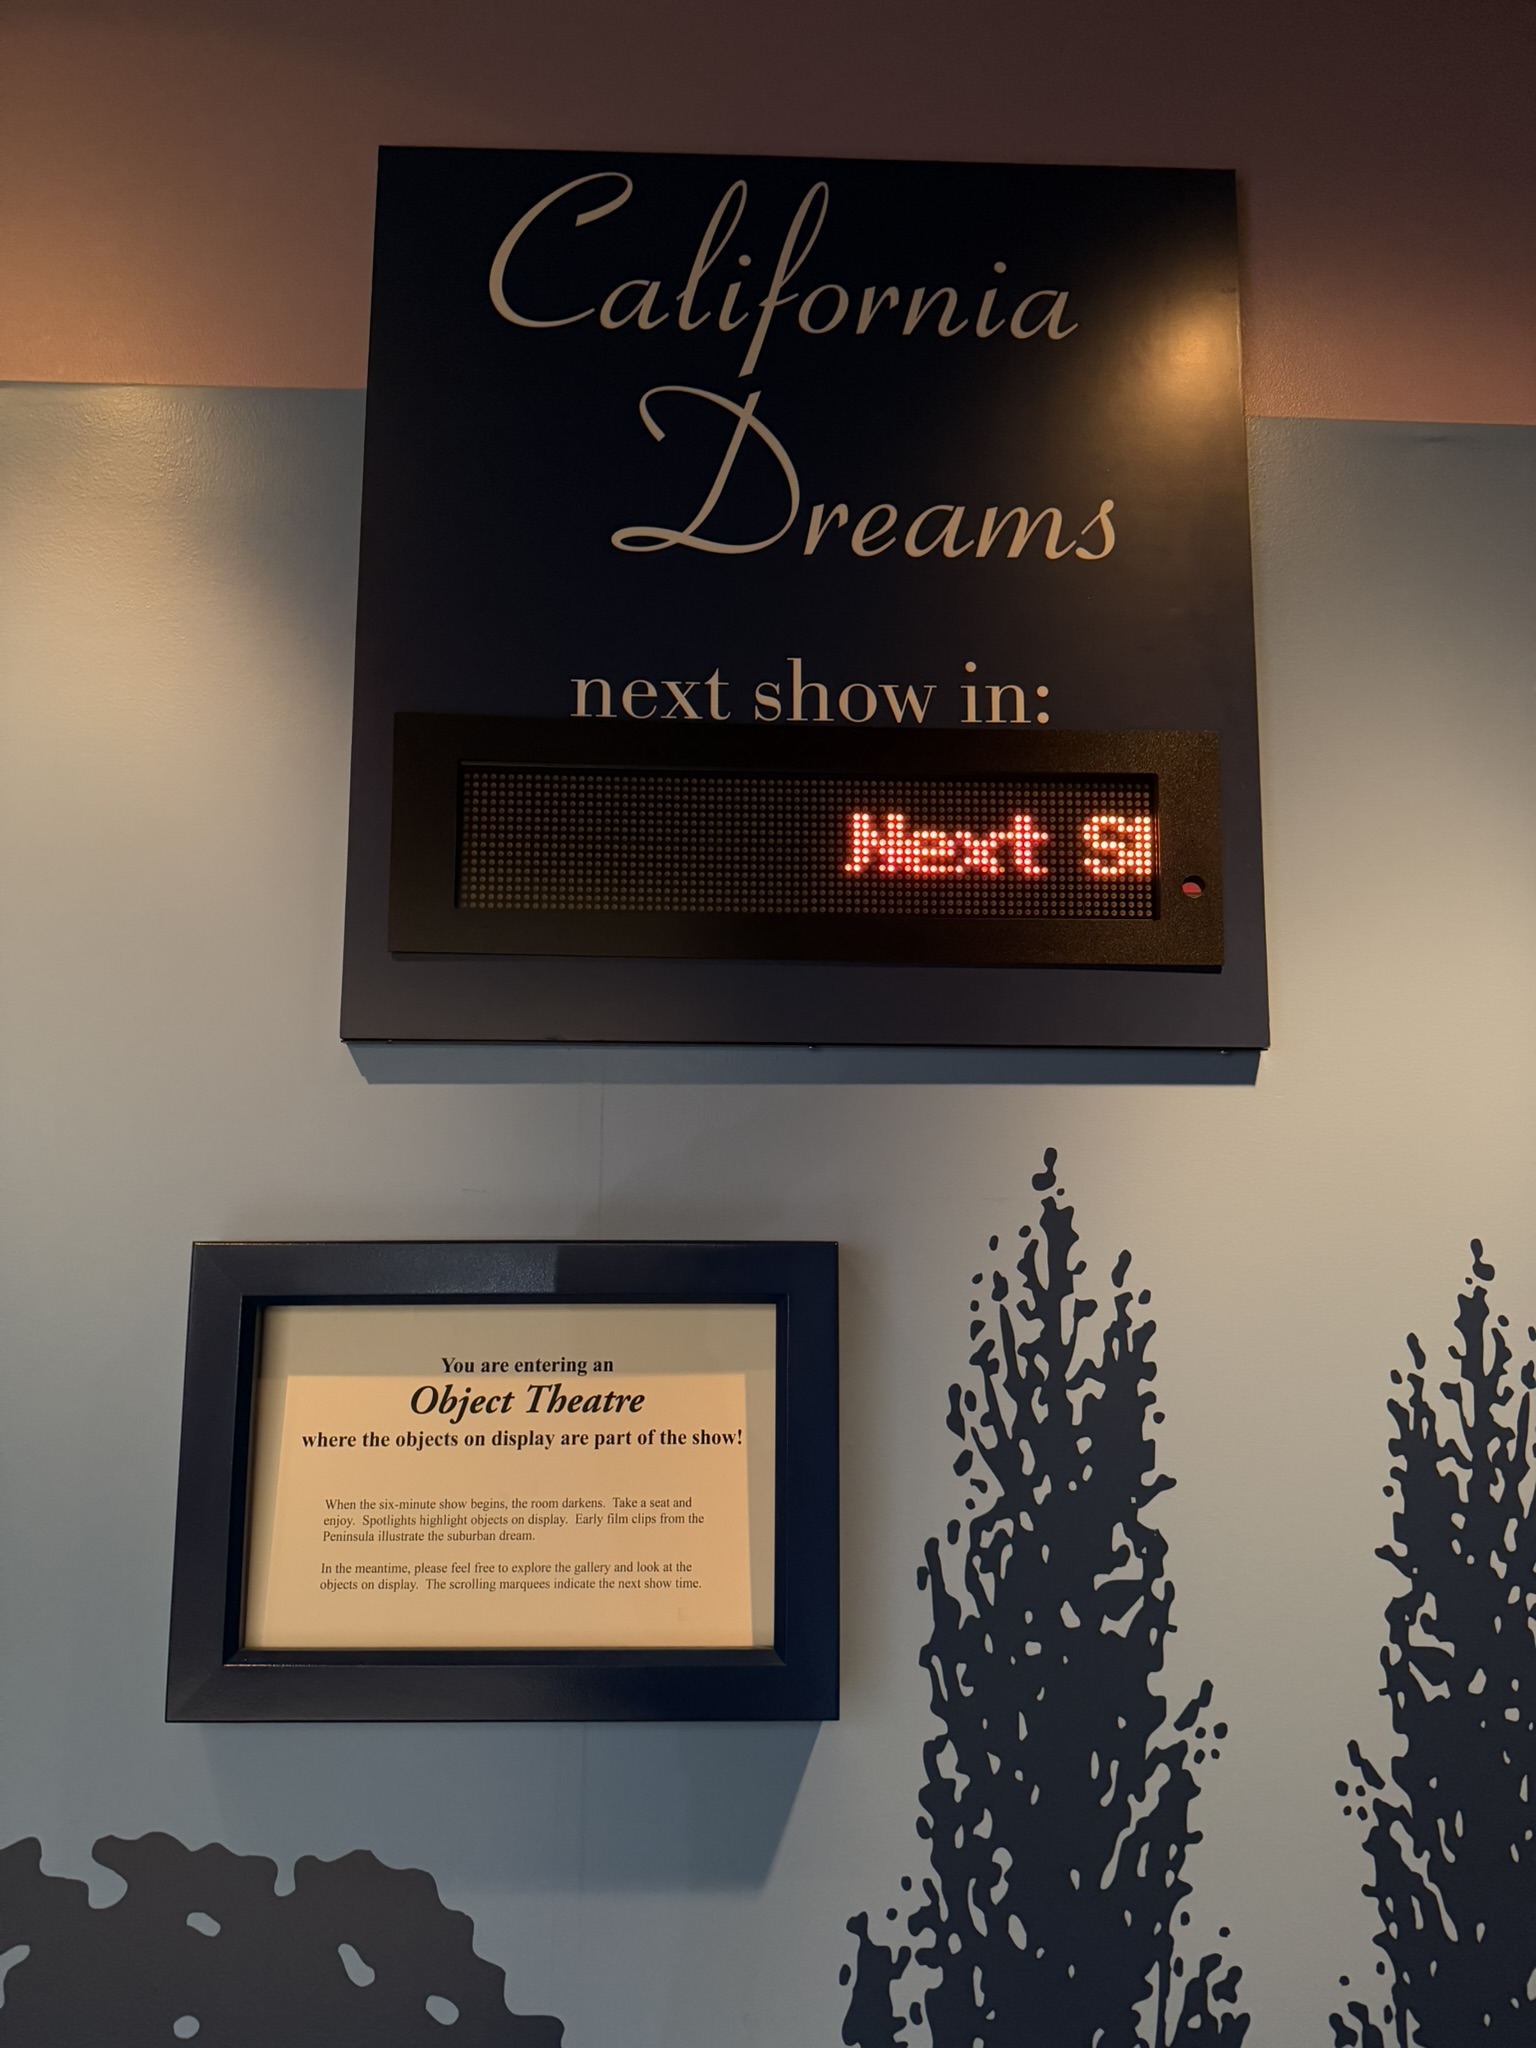 California
Dreams
next show in:
Next
You are entering an
Object Theatre
where the objects on display are part of the show!
When the six-minute show begins, the room darkens. Take a seat and
enjoy. Spotlights highlight objects on display. Early film clips from the
Peninsula illustrate the suburban dream.
In the meantime, please feel free to explore the gallery and look at the
objects on display. The scrolling marquees indicate the next show time.